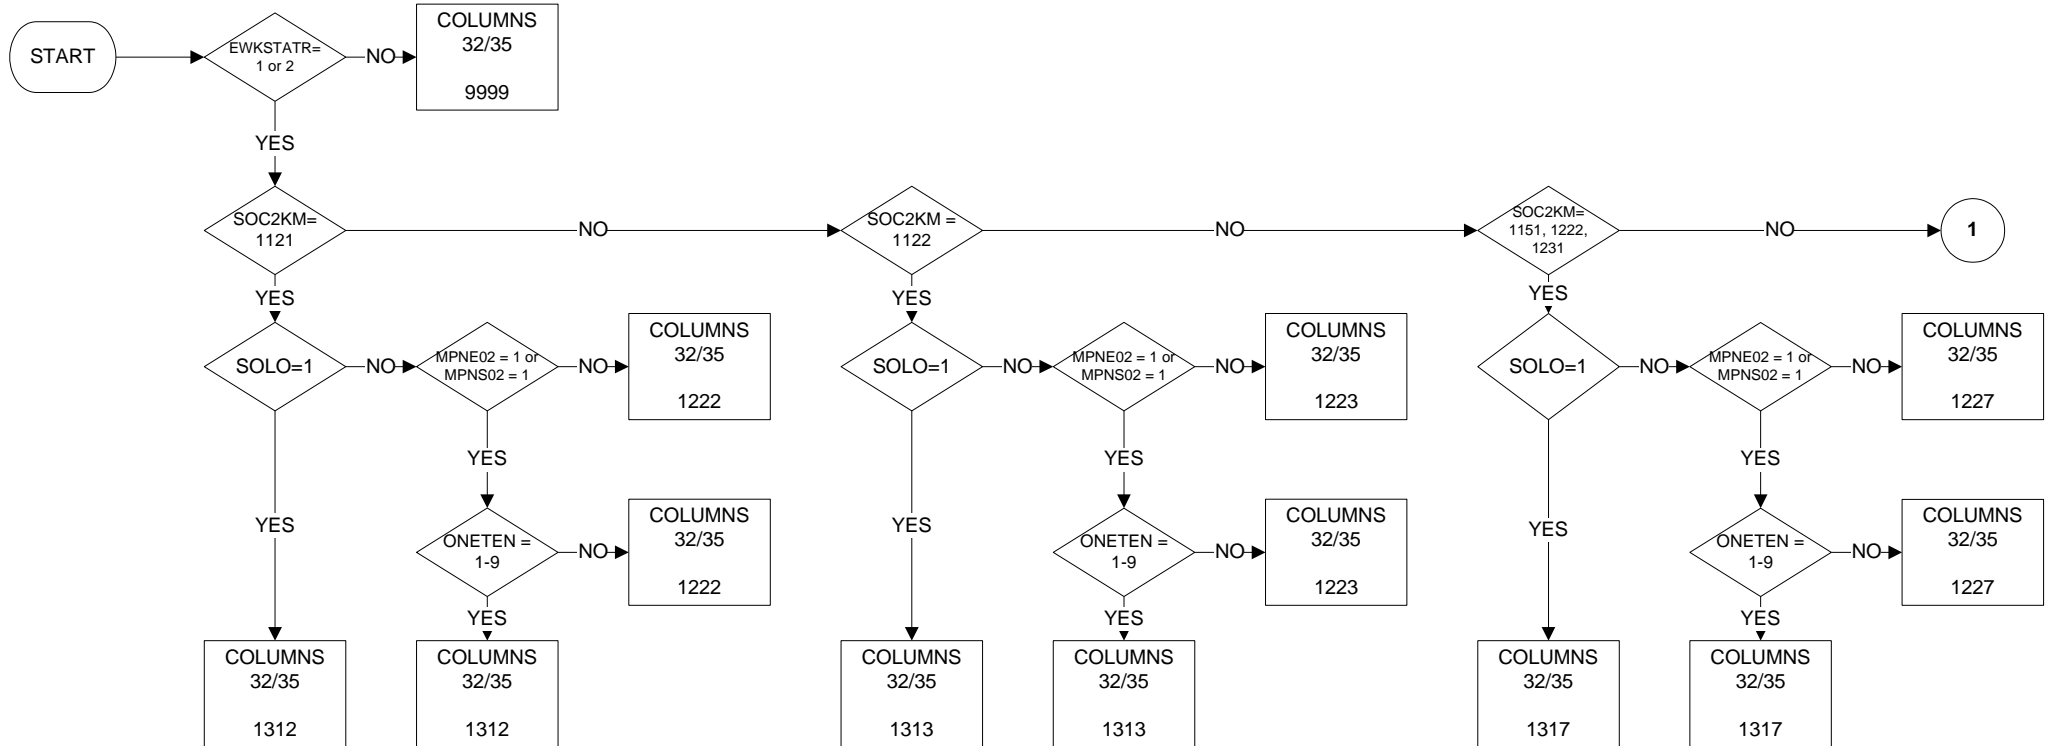 START
EWKSTATR=
1 or 2
NO
COLUMNS
32/35
9999
YES
SOC2KM=
1121
NO
SOC2KM =
1122
NO
SOC2KM=
1151, 1222,
1231
NO
1
YES
YES
YES
SOLO=1
NO
MPNE02 = 1 or
MPNS02 = 1
NO
COLUMNS
32/35
1222
SOLO=1
NO
MPNE02 = 1 or
MPNS02 = 1
NO
COLUMNS
32/35
1223
SOLO=1
NO
MPNE02 = 1 or
MPNS02 = 1
NO
COLUMNS
32/35
1227
YES
YES
YES
YES
ONETEN =
1-9
NO
COLUMNS
32/35
1222
YES
ONETEN =
1-9
NO
COLUMNS
32/35
1223
YES
ONETEN =
1-9
NO
COLUMNS
32/35
1227
YES
YES
YES
COLUMNS
32/35
1312
COLUMNS
32/35
1312
COLUMNS
32/35
1313
COLUMNS
32/35
1313
COLUMNS
32/35
1317
COLUMNS
32/35
1317